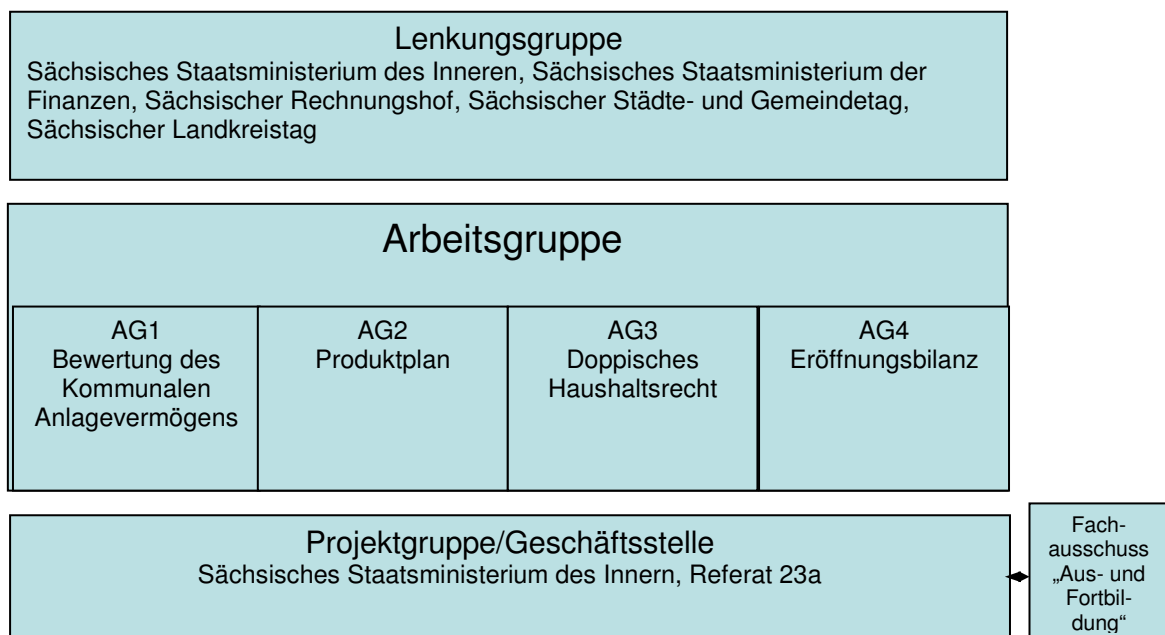 Lenkungsgruppe
Sächsisches Staatsministerium des Inneren, Sächsisches Staatsministerium der
Finanzen, Sächsischer Rechnungshof, Sächsischer Städte- und Gemeindetag,
Sächsischer Landkreistag
Arbeitsgruppe
AG1
Bewertung des
Kommunalen
Anlagevermögens
AG2
Produktplan
AG3
Doppisches
Haushaltsrecht
AG4
Eröffnungsbilanz
Projektgruppe/Geschäftsstelle
Sächsisches Staatsministerium des Innern, Referat 23a
Fach-
ausschuss
„Aus- und
Fortbil-
dung“